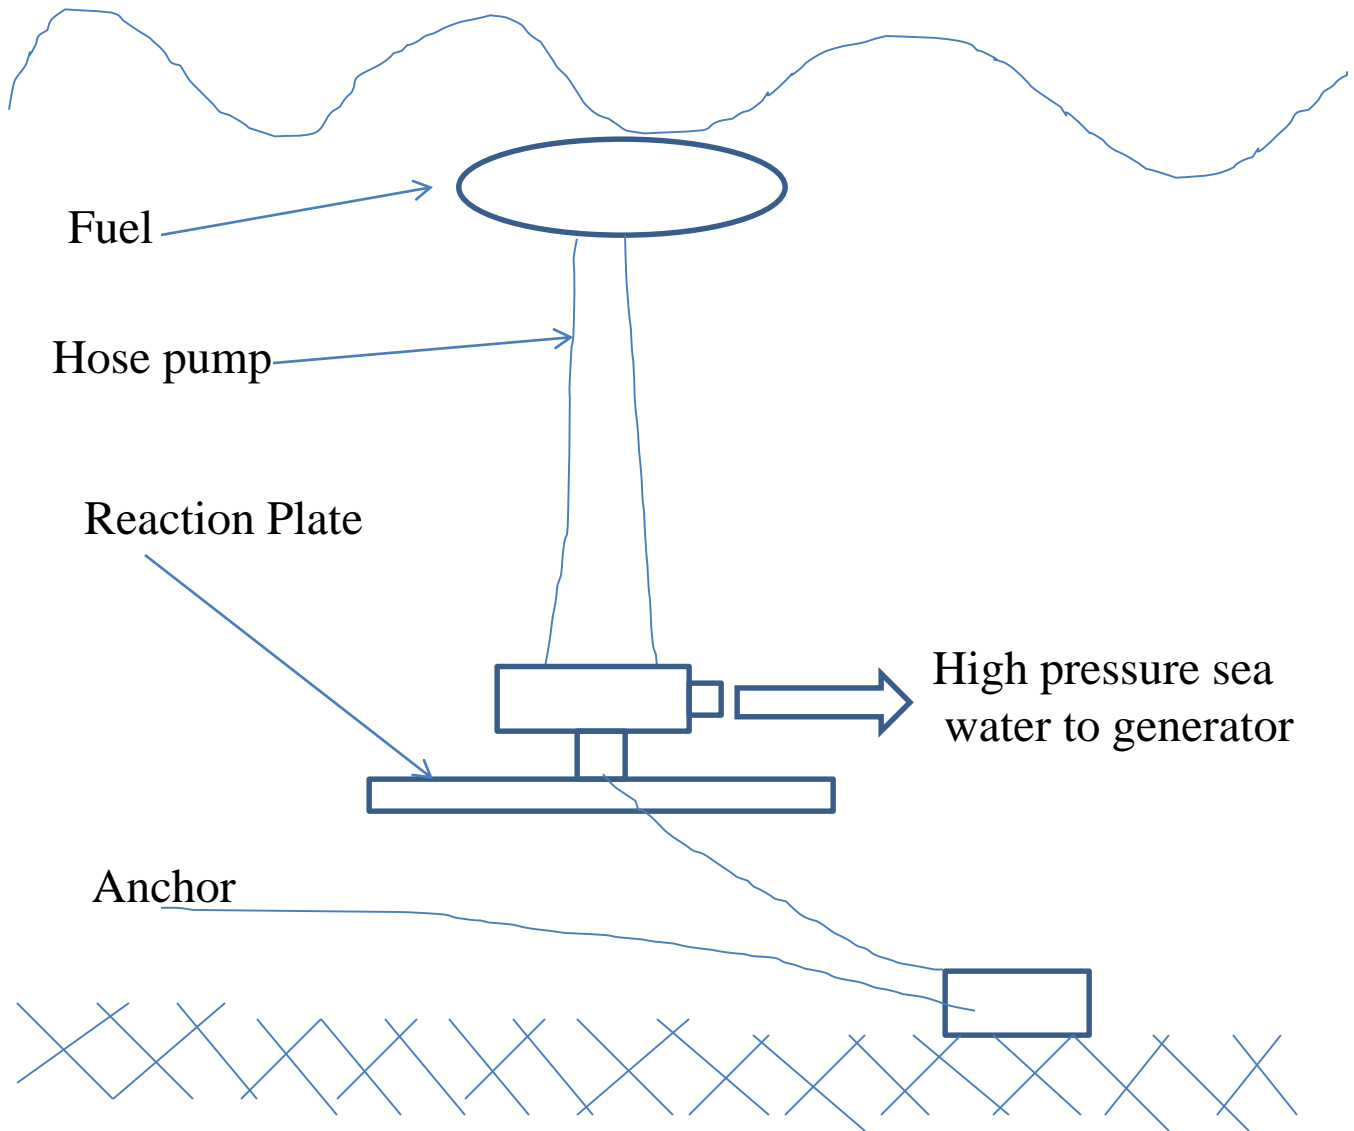 Fuel
Hose pump
Reaction Plate
High pressure sea
water to generator
Anchor